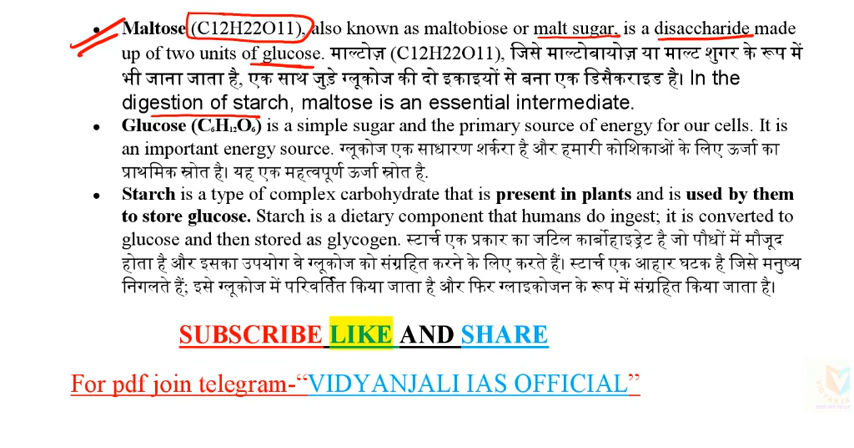 • Maltose (C12H22O11), also known as maltobiose or malt sugar, is a disaccharide made
up of two units of glucose. माल्टोज़ (C12H22O11), जिसे माल्टोबायोज़ या माल्ट शुगर के रूप में
भी जाना जाता है, एक साथ जुड़े ग्लूकोज की दो इकाइयों से बना एक डिसैकराइड है। In the
digestion of starch, maltose is an essential intermediate.
• Glucose (C₆H₁₂O₆) is a simple sugar and the primary source of energy for our cells. It is
an important energy source. ग्लूकोज एक साधारण शर्करा है और हमारी कोशिकाओं के लिए ऊर्जा का
प्राथमिक स्रोत है। यह एक महत्वपूर्ण ऊर्जा स्रोत है.
• Starch is a type of complex carbohydrate that is present in plants and is used by them
to store glucose. Starch is a dietary component that humans do ingest; it is converted to
glucose and then stored as glycogen. स्टार्च एक प्रकार का जटिल कार्बोहाइड्रेट है जो पौधों में मौजूद
होता है और इसका उपयोग वे ग्लूकोज को संग्रहित करने के लिए करते हैं। स्टार्च एक आहार घटक है जिसे मनुष्य
निगलते हैं; इसे ग्लूकोज में परिवर्तित किया जाता है और फिर ग्लाइकोजन के रूप में संग्रहित किया जाता है।
SUBSCRIBE LIKE AND SHARE
For pdf join telegram-“VIDYANJALI IAS OFFICIAL”